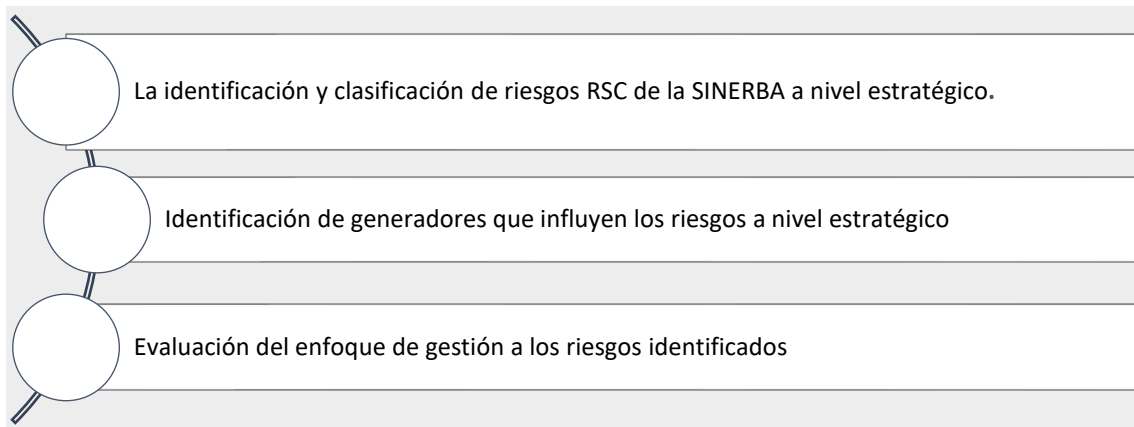 La identificación y clasificación de riesgos RSC de la SINERBA a nivel estratégico.
Identificación de generadores que influyen los riesgos a nivel estratégico
Evaluación del enfoque de gestión a los riesgos identificados